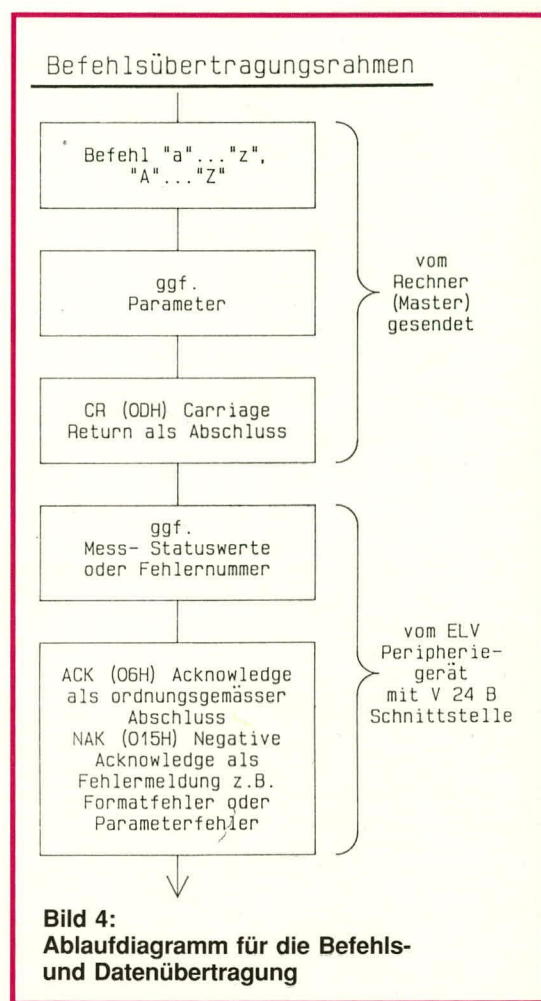 Befehlsübertragungsrahmen
Befehl "a"..."z",
"A"..."Z"
ggf.
Parameter
CR (0DH) Carriage
Return als Abschluss
vom
Rechner
(Master)
gesendet
ggf.
Mess- Statuswerte
oder Fehlernummer
ACK (06H) Acknowledge
als ordnungsgemässer
Abschluss
NAK (015H) Negative
Acknowledge als
Fehlermeldung z.B.
Formatfehler oder
Parameterfehler
vom ELV
Peripherie-
gerät
mit V 24 B
Schnittstelle
Bild 4:
Ablaufdiagramm für die Befehls-
und Datenübertragung